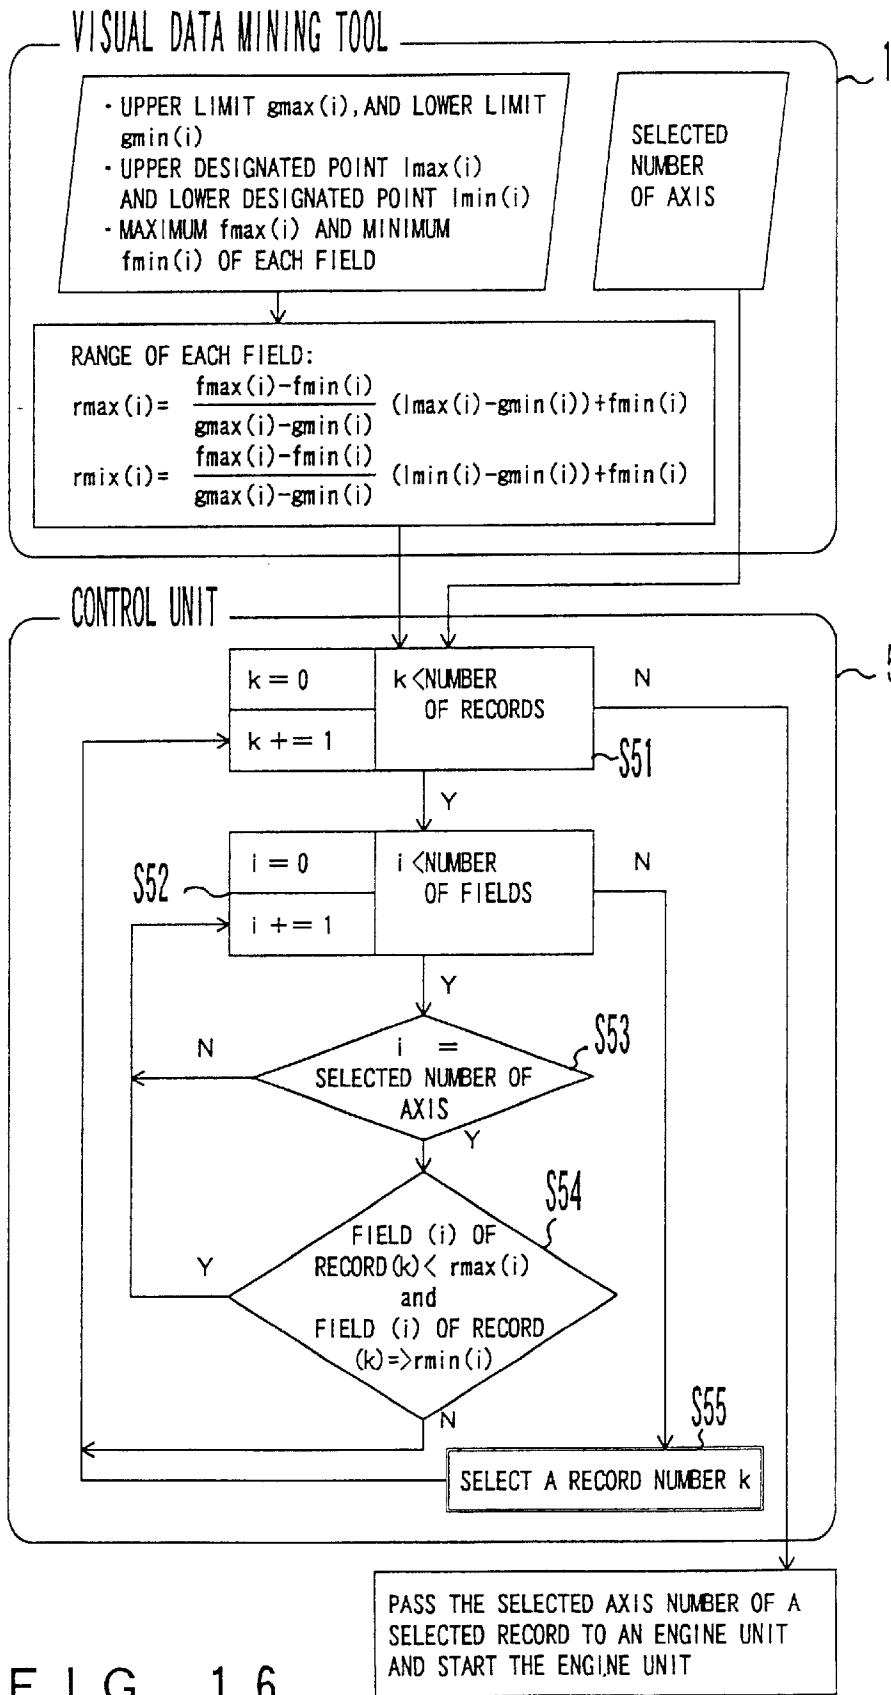 VISUAL DATA MINING TOOL
1
· UPPER LIMIT gmax(i), AND LOWER LIMIT
gmin(i)
· UPPER DESIGNATED POINT lmax(i)
AND LOWER DESIGNATED POINT lmin(i)
· MAXIMUM fmax(i) AND MINIMUM
fmin(i) OF EACH FIELD
SELECTED
NUMBER
OF AXIS
RANGE OF EACH FIELD:
rmax(i)= fmax(i)-fmin(i) / gmax(i)-gmin(i) (lmax(i)-gmin(i))+fmin(i)
rmix(i)= fmax(i)-fmin(i) / gmax(i)-gmin(i) (lmin(i)-gmin(i))+fmin(i)
CONTROL UNIT
k = 0
k += 1
k <NUMBER
OF RECORDS
N
S51
Y
S52
i = 0
i += 1
i <NUMBER
OF FIELDS
N
Y
N
S53
i =
SELECTED NUMBER OF
AXIS
Y
S54
Y
FIELD (i) OF
RECORD(k)< rmax(i)
and
FIELD (i) OF RECORD
(k)=>rmin(i)
N
S55
SELECT A RECORD NUMBER k
PASS THE SELECTED AXIS NUMBER OF A
SELECTED RECORD TO AN ENGINE UNIT
AND START THE ENGINE UNIT
FIG. 16